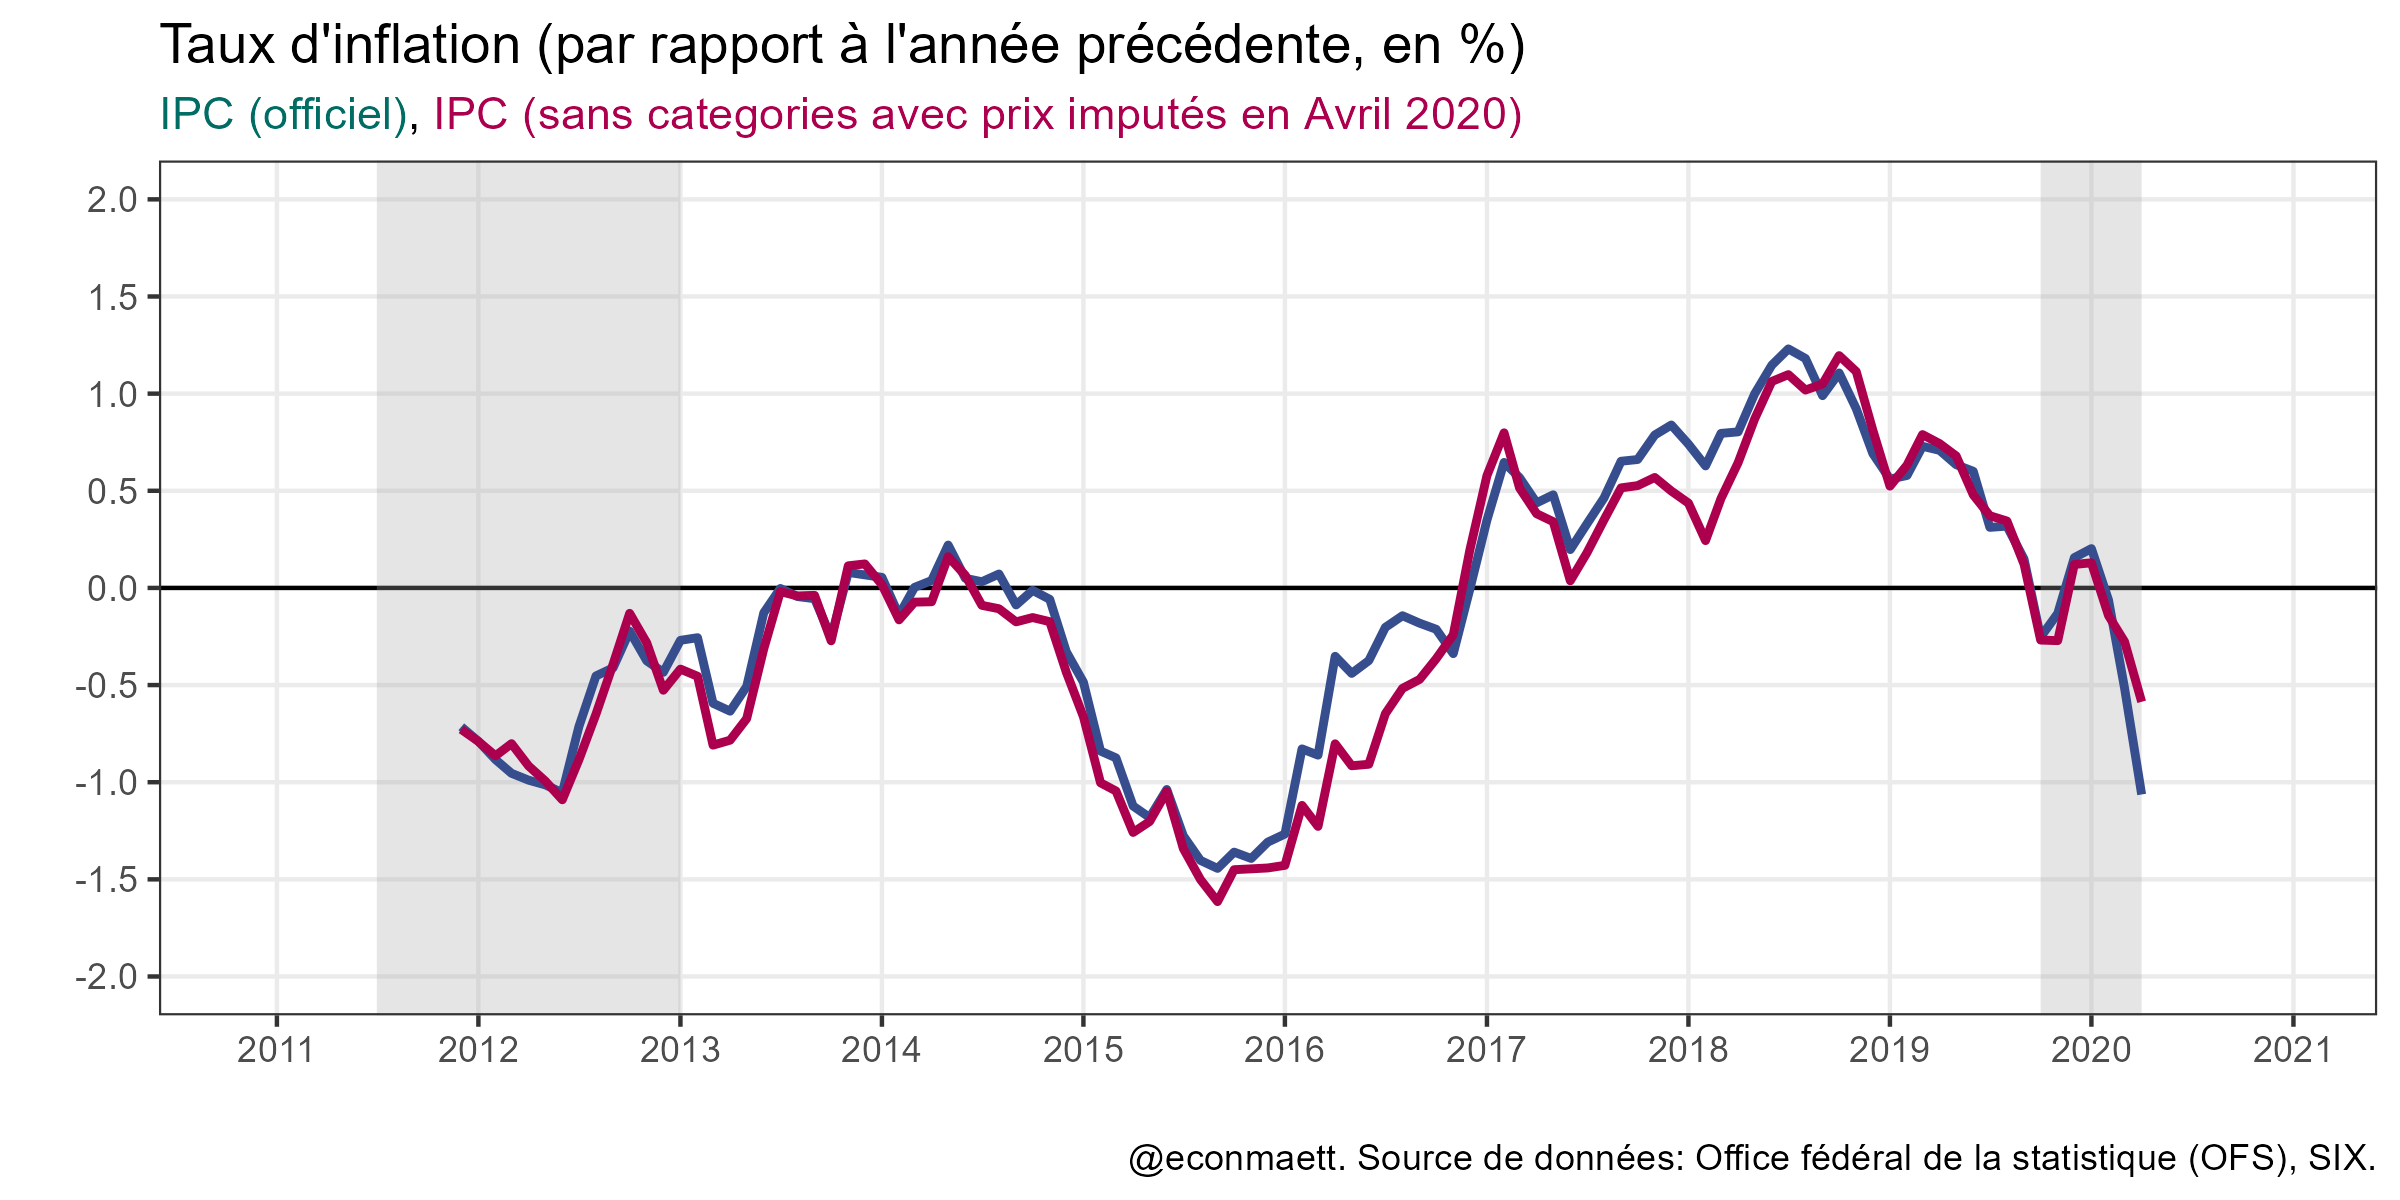 Taux d'inflation (par rapport à l'année précédente, en %)
IPC (officiel), IPC (sans categories avec prix imputés en Avril 2020)
2.0
1.5
1.0
0.5
0.0
-0.5
-1.0
-1.5
-2.0
2011 2012 2013 2014 2015 2016 2017 2018 2019 2020 2021
@econmaett. Source de données: Office fédéral de la statistique (OFS), SIX.